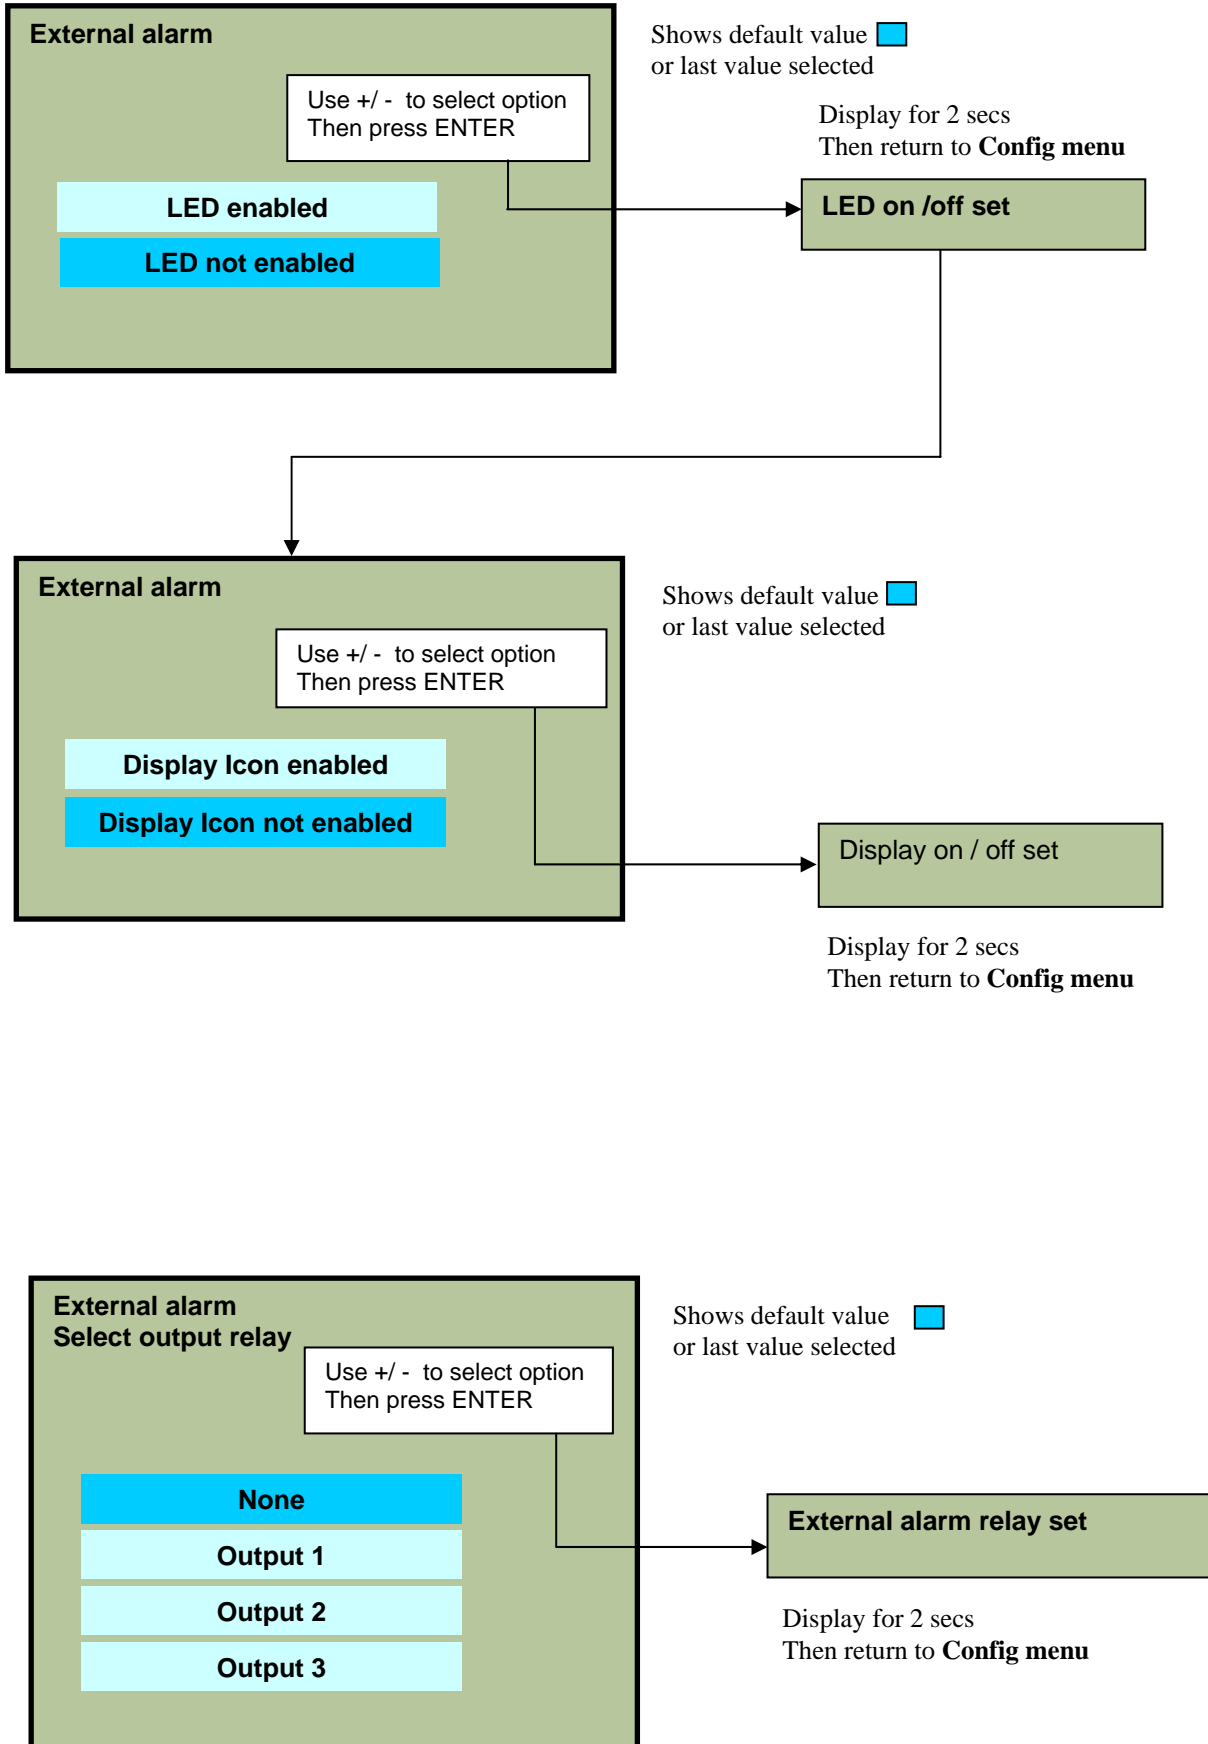 External alarm
Shows default value
or last value selected
Use +/ -  to select option
Then press ENTER
Display for 2 secs
Then return to Config menu
LED enabled
LED not enabled
LED on /off set
External alarm
Shows default value
or last value selected
Use +/ -  to select option
Then press ENTER
Display Icon enabled
Display Icon not enabled
Display on / off set
Display for 2 secs
Then return to Config menu
External alarm
Select output relay
Shows default value
or last value selected
Use +/ -  to select option
Then press ENTER
None
Output 1
Output 2
Output 3
External alarm relay set
Display for 2 secs
Then return to Config menu